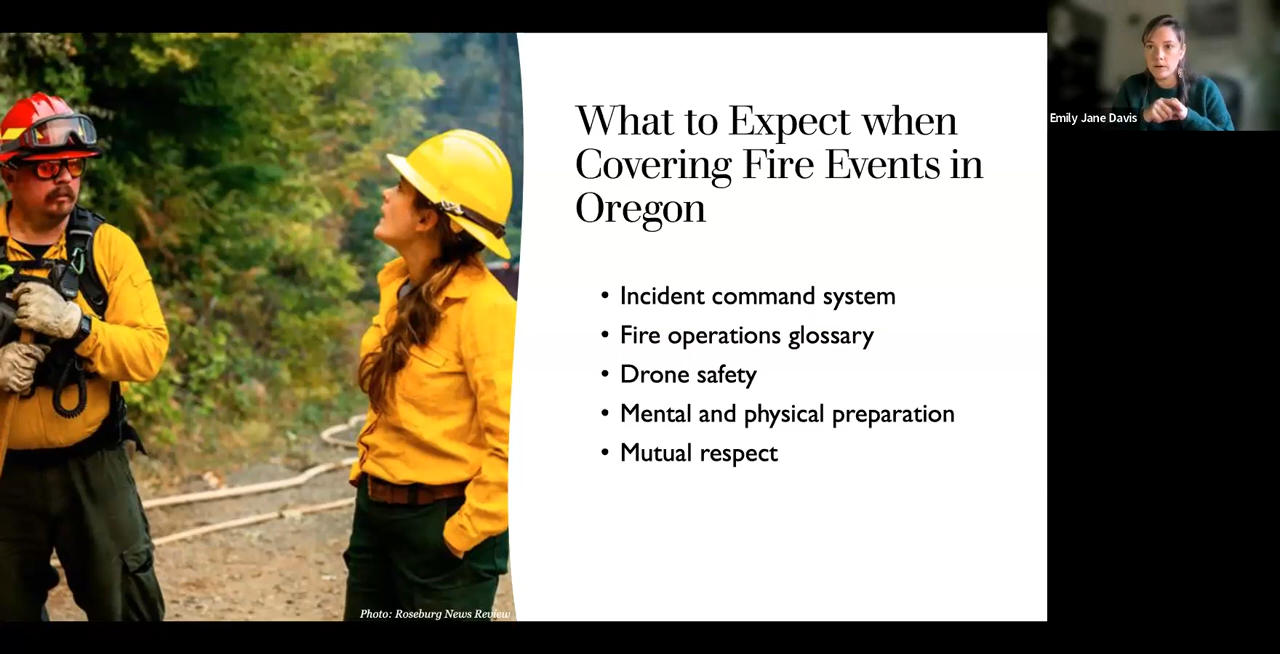 What to Expect when
Covering Fire Events in
Oregon
• Incident command system
• Fire operations glossary
• Drone safety
• Mental and physical preparation
• Mutual respect
Photo: Roseburg News Review
Emily Jane Davis